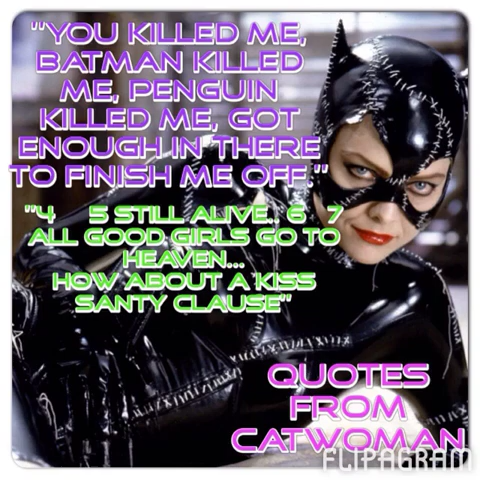 "YOU KILLED ME,
BATMAN KILLED
ME, PENGUIN
KILLED ME, GOT
ENOUGH IN THERE
TO FINISH ME OFF."
"4 5 STILL ALIVE.. 6 7
ALL GOOD GIRLS GO TO
HEAVEN...
HOW ABOUT A KISS
SANTY CLAUSE"
QUOTES
FROM
CATWOMAN
FLIPAGRAM